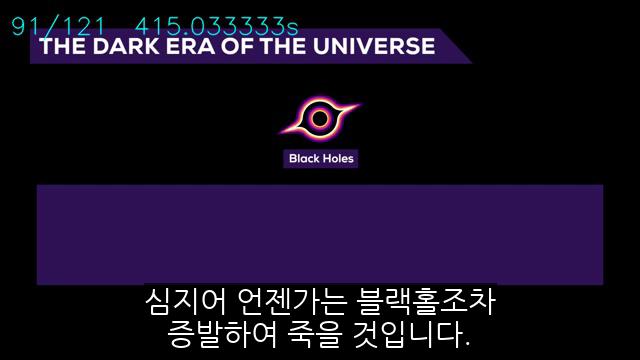 91/121 415.033333s
THE DARK ERA OF THE UNIVERSE
Black Holes
심지어 언젠가는 블랙홀조차
증발하여 죽을 것입니다.